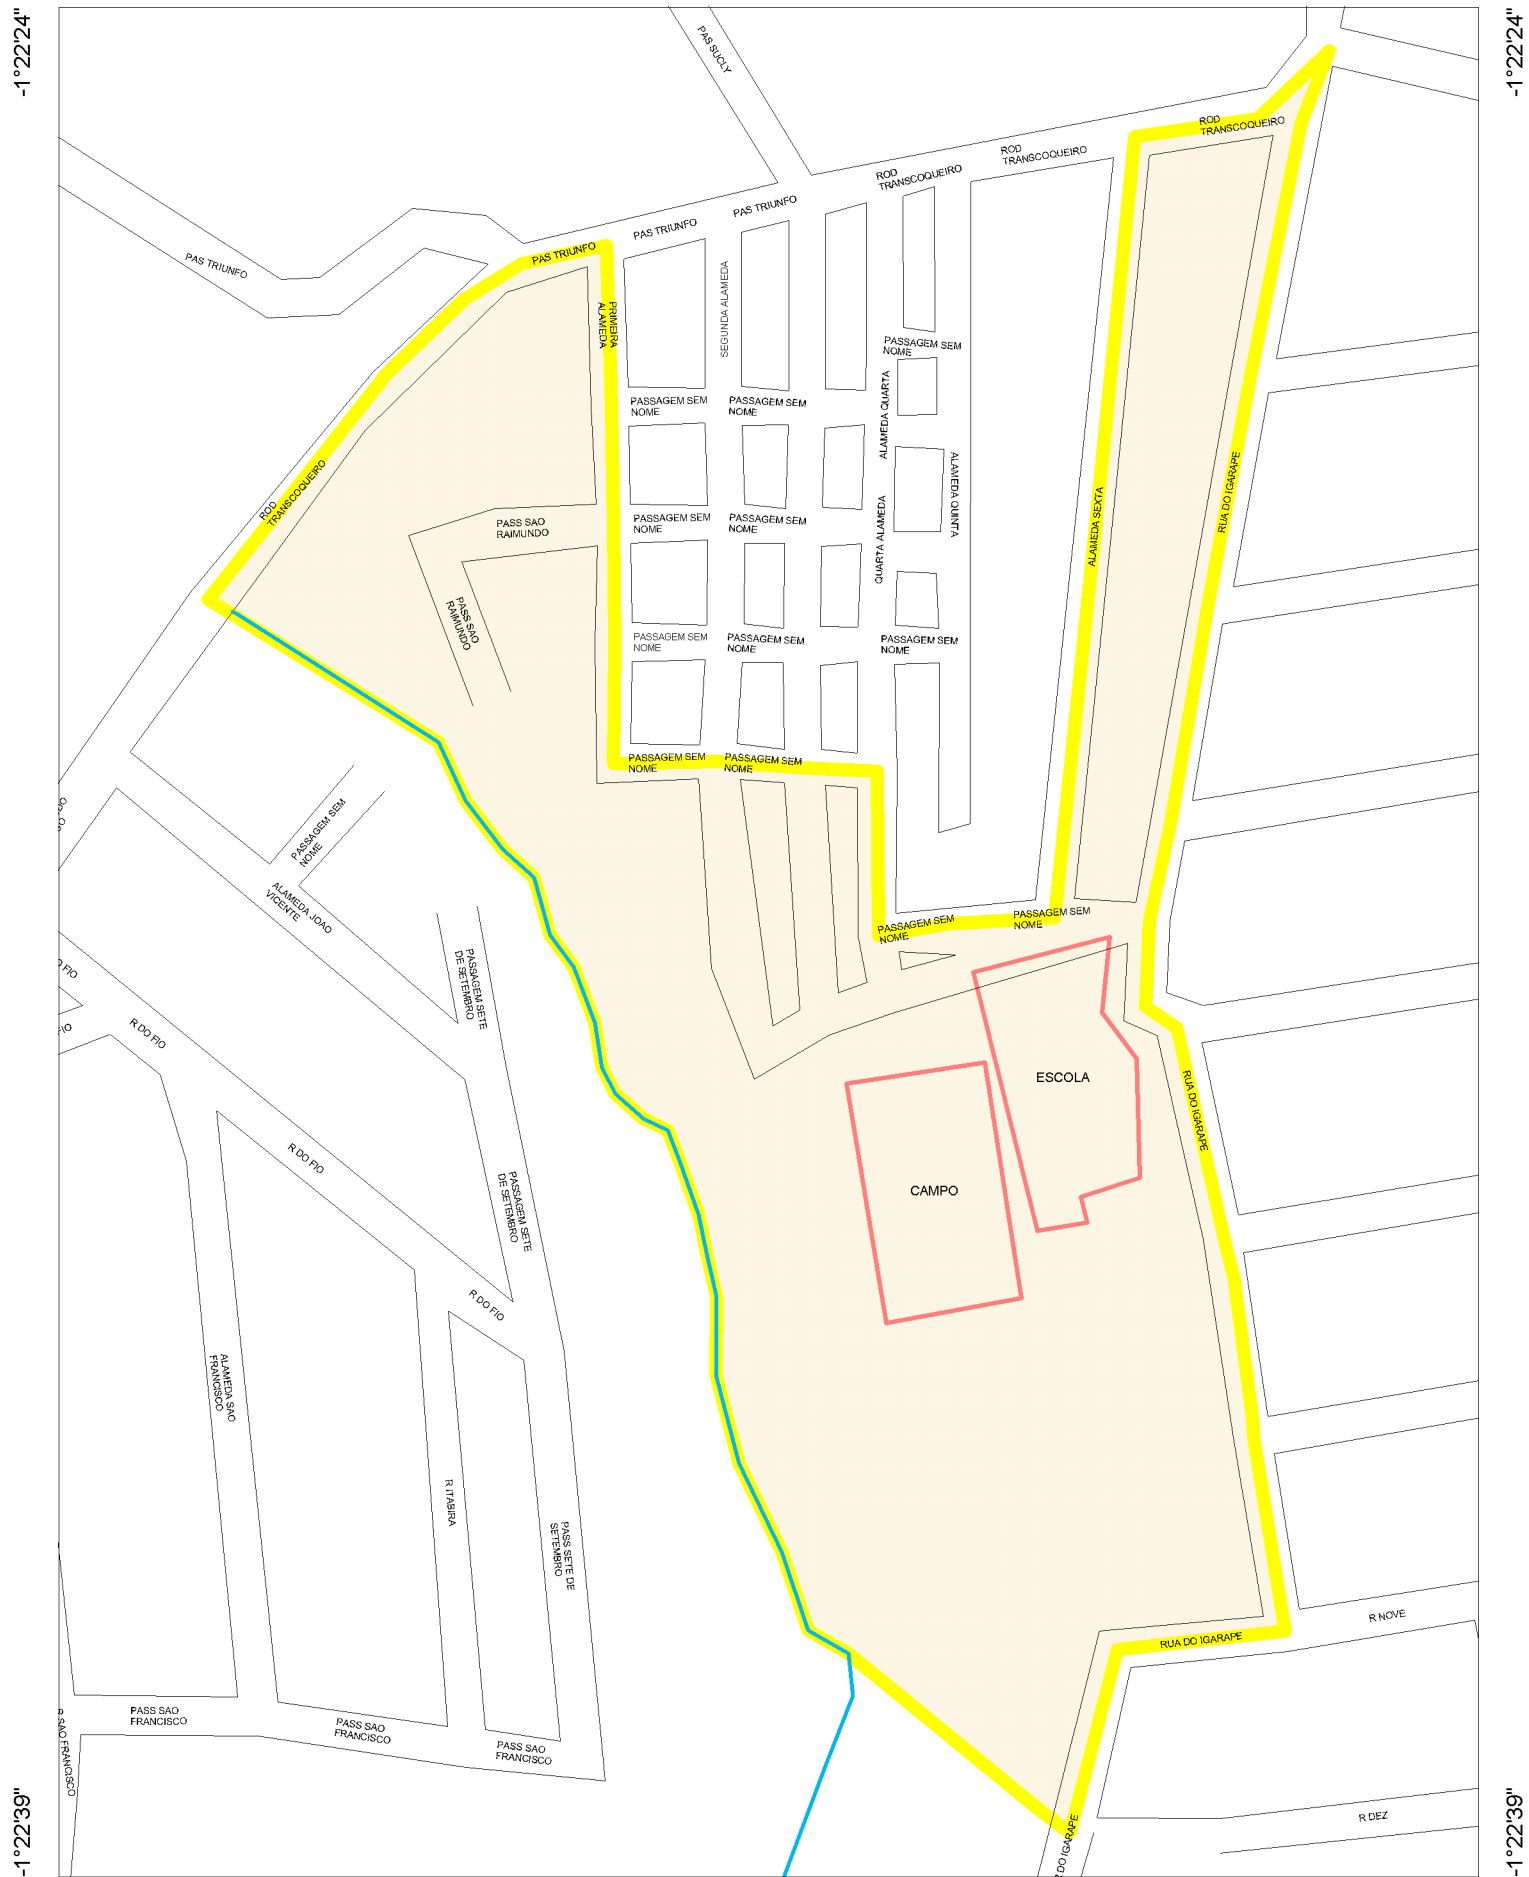 -1°22'24"
-1°22'24"
PAS SUCLY
ROD
TRANSCOQUEIRO
ROD
TRANSCOQUEIRO
ROD
TRANSCOQUEIRO
PAS TRIUNFO
PAS TRIUNFO
PAS TRIUNFO
PAS TRIUNFO
PRIMEIRA
ALAMEDA
SEGUNDA ALAMEDA
PASSAGEM SEM
NOME
ALAMEDA QUARTA
PASSAGEM SEM
NOME
PASSAGEM SEM
NOME
ROD
TRANSCOQUEIRO
ALAMEDA QUINTA
ALAMEDA SEXTA
RUA DO IGARAPE
PASS SAO
RAIMUNDO
PASSAGEM SEM
NOME
PASSAGEM SEM
NOME
QUARTA ALAMEDA
PASS SAO
RAIMUNDO
PASSAGEM SEM
NOME
PASSAGEM SEM
NOME
PASSAGEM SEM
NOME
PASSAGEM SEM
NOME
PASSAGEM SEM
NOME
PASSAGEM SEM
NOME
ALAMEDA JOAO
VICENTE
PASSAGEM SEM
NOME
PASSAGEM SEM
NOME
PASSAGEM SETE
DE SETEMBRO
R DO FIO
ESCOLA
RUA DO IGARAPE
R DO FIO
CAMPO
PASSAGEM SETE
DE SETEMBRO
R DO FIO
ALAMEDA SAO
FRANCISCO
R ITABIRA
PASS SETE DE
SETEMBRO
R NOVE
RUA DO IGARAPE
PASS SAO
FRANCISCO
PASS SAO
FRANCISCO
PASS SAO
FRANCISCO
R SAO FRANCISCO
R DEZ
DO IGARAPE
-1°22'39"
-1°22'39"